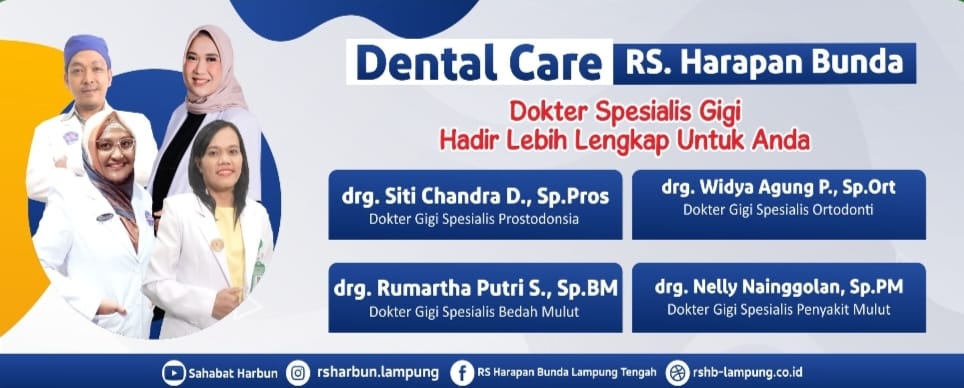 Dental Care RS. Harapan Bunda
Dokter Spesialis Gigi
Hadir Lebih Lengkap Untuk Anda
drg. Siti Chandra D., Sp.Pros
Dokter Gigi Spesialis Prostodonsia
drg. Widya Agung P., Sp.Ort
Dokter Gigi Spesialis Ortodonti
drg. Rumartha Putri S., Sp.BM
Dokter Gigi Spesialis Bedah Mulut
drg. Nelly Nainggolan, Sp.PM
Dokter Gigi Spesialis Penyakit Mulut
Sahabat Harbun rsharbun.lampung RS Harapan Bunda Lampung Tengah rshb-lampung.co.id